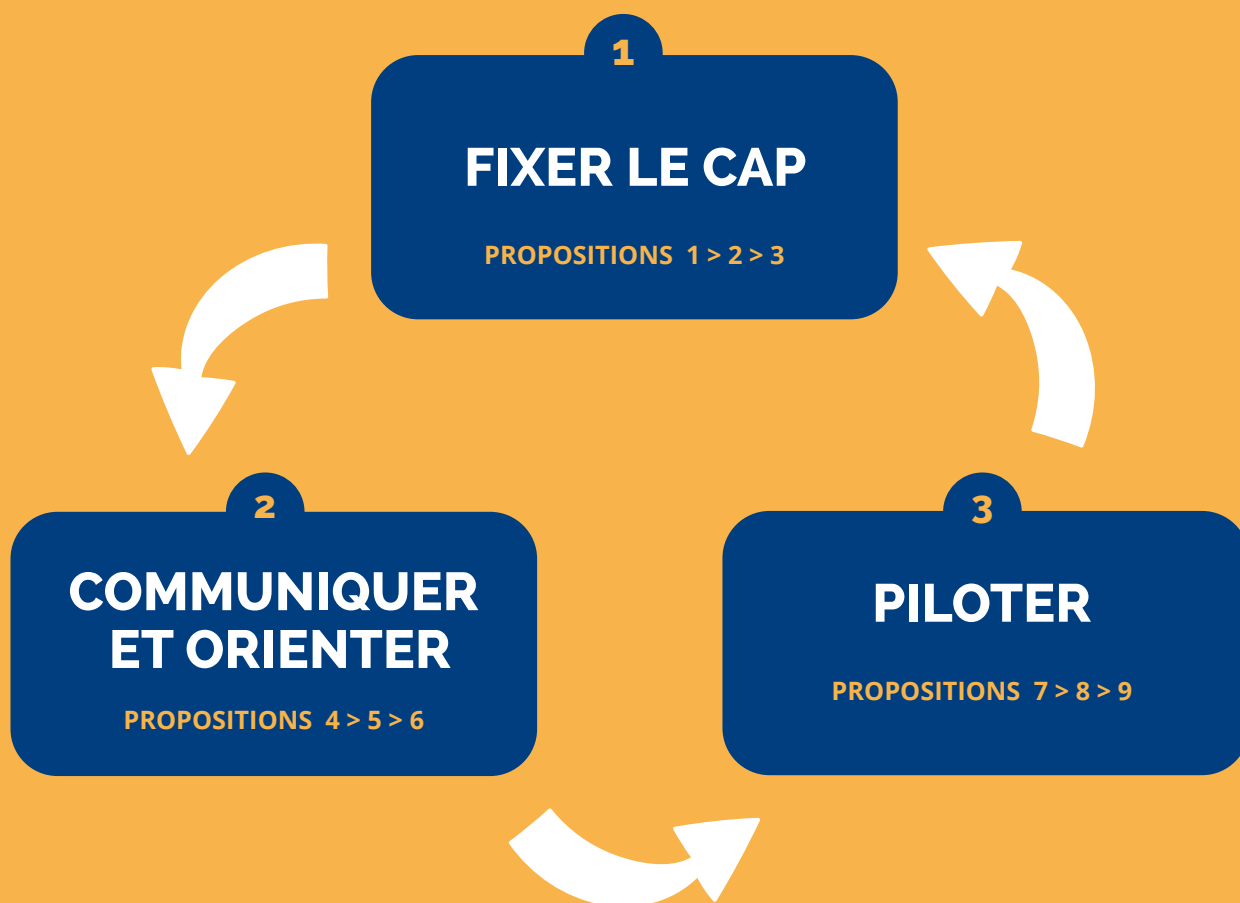 1
FIXER LE CAP
PROPOSITIONS 1 > 2 > 3
2
COMMUNIQUER
ET ORIENTER
PROPOSITIONS 4 > 5 > 6
3
PILOTER
PROPOSITIONS 7 > 8 > 9